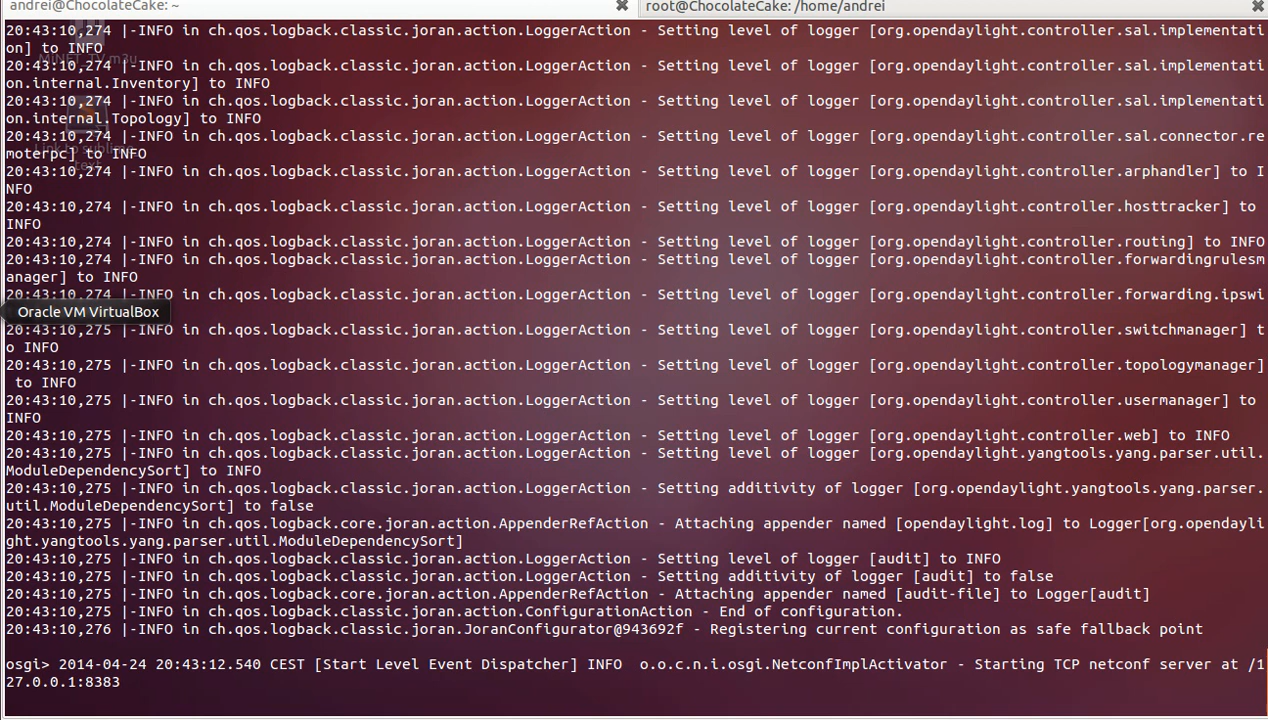 andrei@ChocolateCake: ~
root@ChocolateCake: /home/andrei
20:43:10,274 |-INFO in ch.qos.logback.classic.joran.action.LoggerAction - Setting level of logger [org.opendaylight.controller.sal.implementati
on] to INFO
20:43:10,274 |-INFO in ch.qos.logback.classic.joran.action.LoggerAction - Setting level of logger [org.opendaylight.controller.sal.implementati
on.internal.Inventory] to INFO
20:43:10,274 |-INFO in ch.qos.logback.classic.joran.action.LoggerAction - Setting level of logger [org.opendaylight.controller.sal.implementati
on.internal.Topology] to INFO
20:43:10,274 |-INFO in ch.qos.logback.classic.joran.action.LoggerAction - Setting level of logger [org.opendaylight.controller.sal.connector.re
moterpc] to INFO
20:43:10,274 |-INFO in ch.qos.logback.classic.joran.action.LoggerAction - Setting level of logger [org.opendaylight.controller.arphandler] to I
NFO
20:43:10,274 |-INFO in ch.qos.logback.classic.joran.action.LoggerAction - Setting level of logger [org.opendaylight.controller.hosttracker] to
INFO
20:43:10,274 |-INFO in ch.qos.logback.classic.joran.action.LoggerAction - Setting level of logger [org.opendaylight.controller.routing] to INFO
20:43:10,274 |-INFO in ch.qos.logback.classic.joran.action.LoggerAction - Setting level of logger [org.opendaylight.controller.forwardingrulesm
anager] to INFO
20:43:10,274 |-INFO in ch.qos.logback.classic.joran.action.LoggerAction - Setting level of logger [org.opendaylight.controller.forwarding.ipswi
Oracle VM VirtualBox
20:43:10,275 |-INFO in ch.qos.logback.classic.joran.action.LoggerAction - Setting level of logger [org.opendaylight.controller.switchmanager] t
o INFO
20:43:10,275 |-INFO in ch.qos.logback.classic.joran.action.LoggerAction - Setting level of logger [org.opendaylight.controller.topologymanager]
to INFO
20:43:10,275 |-INFO in ch.qos.logback.classic.joran.action.LoggerAction - Setting level of logger [org.opendaylight.controller.usermanager] to
INFO
20:43:10,275 |-INFO in ch.qos.logback.classic.joran.action.LoggerAction - Setting level of logger [org.opendaylight.controller.web] to INFO
20:43:10,275 |-INFO in ch.qos.logback.classic.joran.action.LoggerAction - Setting level of logger [org.opendaylight.yangtools.yang.parser.util.
ModuleDependencySort] to INFO
20:43:10,275 |-INFO in ch.qos.logback.classic.joran.action.LoggerAction - Setting additivity of logger [org.opendaylight.yangtools.yang.parser.
util.ModuleDependencySort] to false
20:43:10,275 |-INFO in ch.qos.logback.core.joran.action.AppenderRefAction - Attaching appender named [opendaylight.log] to Logger[org.opendayli
ght.yangtools.yang.parser.util.ModuleDependencySort]
20:43:10,275 |-INFO in ch.qos.logback.classic.joran.action.LoggerAction - Setting level of logger [audit] to INFO
20:43:10,275 |-INFO in ch.qos.logback.classic.joran.action.LoggerAction - Setting additivity of logger [audit] to false
20:43:10,275 |-INFO in ch.qos.logback.core.joran.action.AppenderRefAction - Attaching appender named [audit-file] to Logger[audit]
20:43:10,275 |-INFO in ch.qos.logback.classic.joran.action.ConfigurationAction - End of configuration.
20:43:10,276 |-INFO in ch.qos.logback.classic.joran.JoranConfigurator@943692f - Registering current configuration as safe fallback point
osgi> 2014-04-24 20:43:12.540 CEST [Start Level Event Dispatcher] INFO  o.o.c.n.i.osgi.NetconfImplActivator - Starting TCP netconf server at /1
27.0.0.1:8383